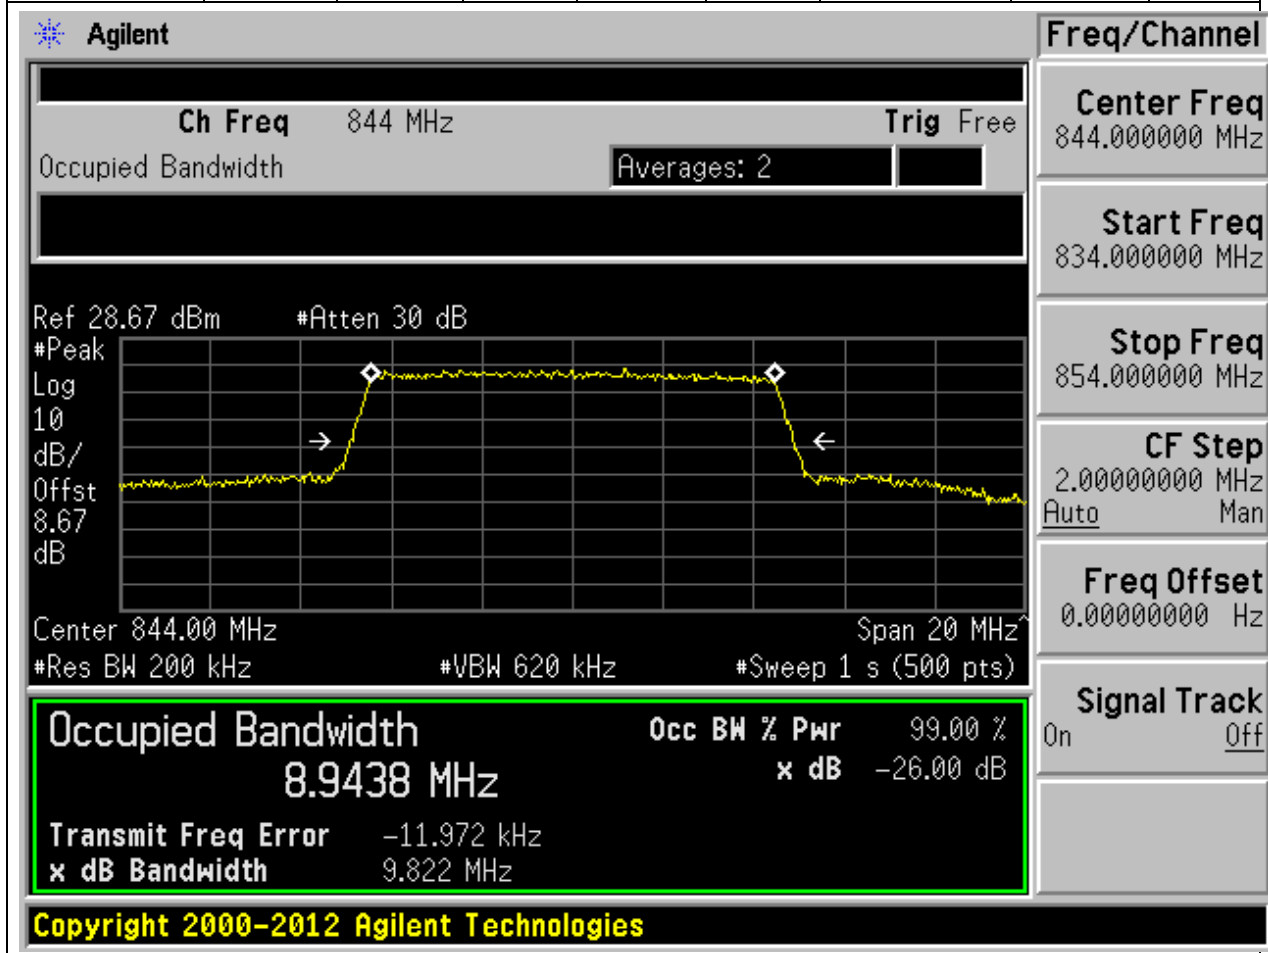 Agilent
Freq/Channel
Ch Freq 844 MHz Trig Free
Occupied Bandwidth Averages: 2
Ref 28.67 dBm #Atten 30 dB
#Peak
Log
10
dB/
Offst
8.67
dB
Center 844.00 MHz Span 20 MHz^
#Res BW 200 kHz #VBW 620 kHz #Sweep 1 s (500 pts)
Occupied Bandwidth Occ BW % Pwr 99.00 %
8.9438 MHz x dB -26.00 dB
Transmit Freq Error -11.972 kHz
x dB Bandwidth 9.822 MHz
Center Freq
844.000000 MHz
Start Freq
834.000000 MHz
Stop Freq
854.000000 MHz
CF Step
2.00000000 MHz
Auto Man
Freq Offset
0.00000000 Hz
Signal Track
On Off
Copyright 2000-2012 Agilent Technologies